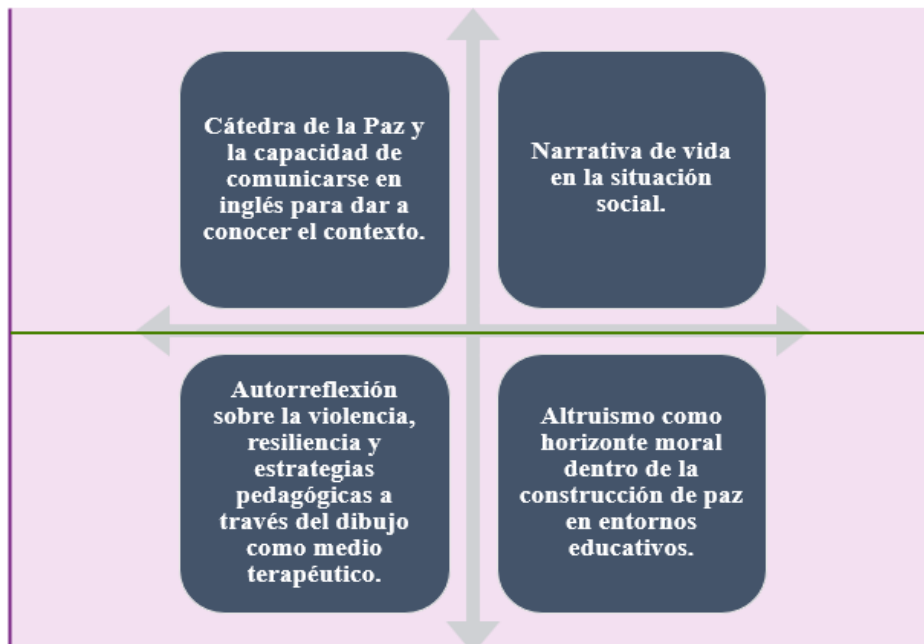 Cátedra de la Paz y
la capacidad de
comunicarse en
inglés para dar a
conocer el contexto.
Narrativa de vida
en la situación
social.
Autorreflexión
sobre la violencia,
resiliencia y
estrategias
pedagógicas a
través del dibujo
como medio
terapéutico.
Altruismo como
horizonte moral
dentro de la
construcción de paz
en entornos
educativos.